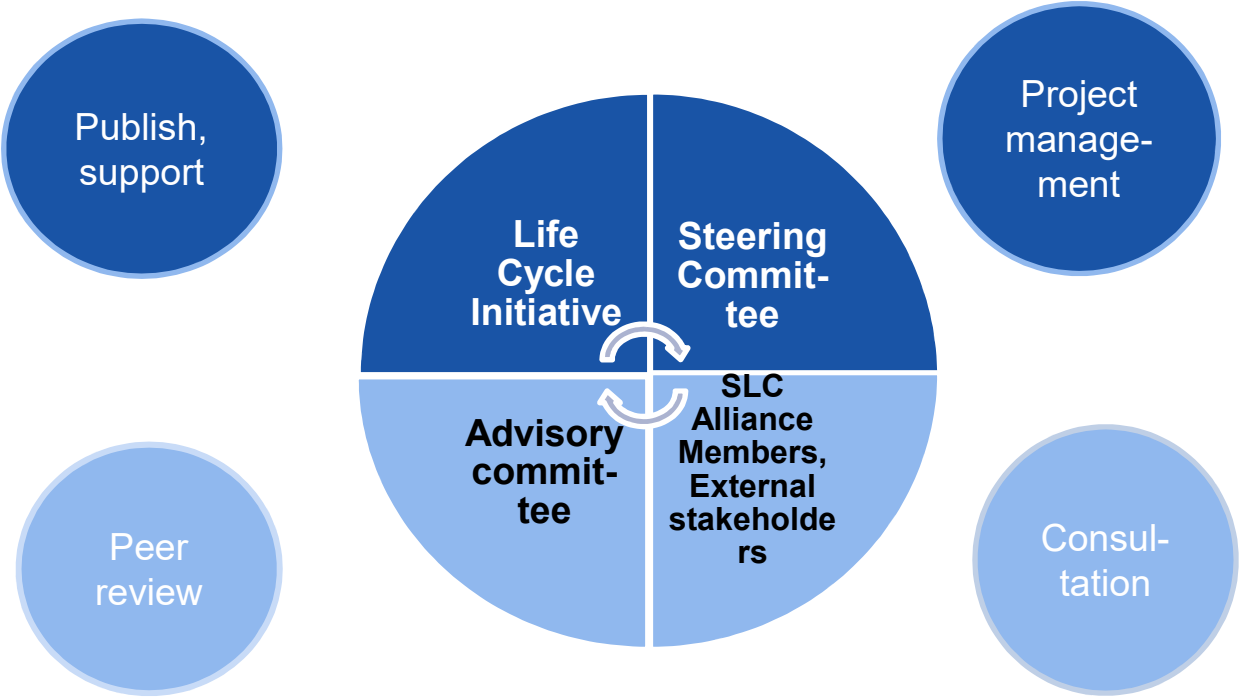 Publish,
support
Project
manage-
ment
Life
Cycle
Initiative
Steering
Commit-
tee
Advisory
commit-
tee
SLC
Alliance
Members,
External
stakeholde
rs
Peer
review
Consul-
tation